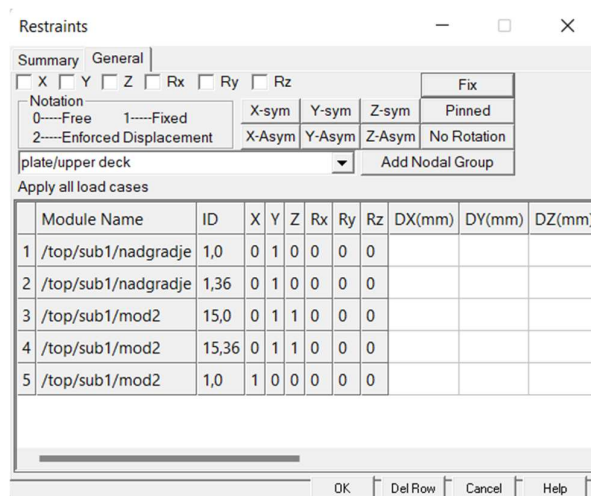 Restraints
Summary General
X Y Z Rx Ry Rz Fix
Notation
0-----Free 1-----Fixed
2-----Enforced Displacement
X-sym Y-sym Z-sym Pinned
X-Asym Y-Asym Z-Asym No Rotation
plate/upper deck Add Nodal Group
Apply all load cases
Module Name ID X Y Z Rx Ry Rz DX(mm) DY(mm) DZ(mm)
1 /top/sub1/nadgradje 1,0 0 1 0 0 0 0
2 /top/sub1/nadgradje 1,36 0 1 0 0 0 0
3 /top/sub1/mod2 15,0 0 1 1 0 0 0
4 /top/sub1/mod2 15,36 0 1 1 0 0 0
5 /top/sub1/mod2 1,0 1 0 0 0 0 0
OK Del Row Cancel Help